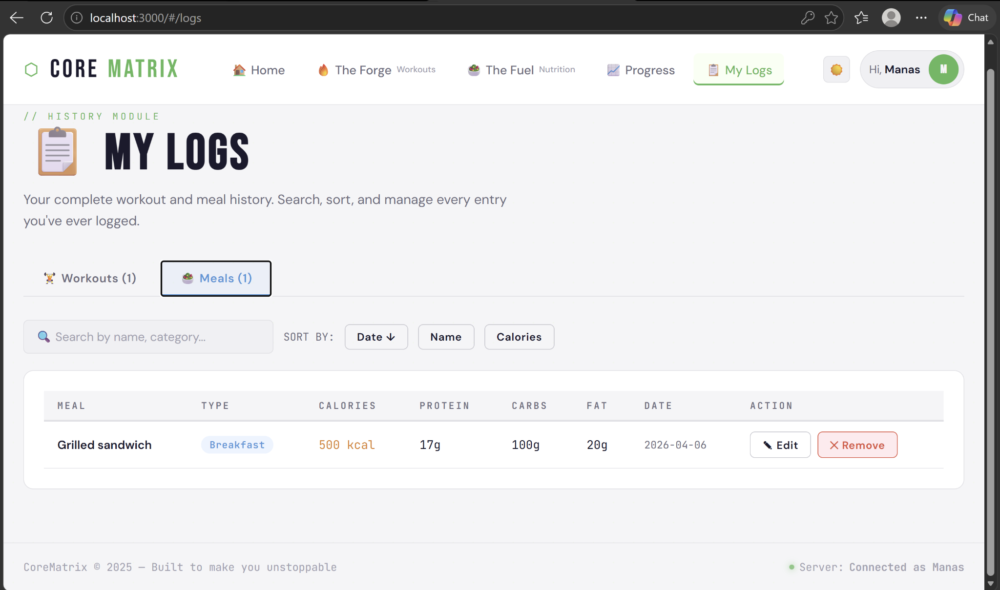 localhost:3000/#/logs
Chat
CORE MATRIX
Home
The Forge Workouts
The Fuel Nutrition
Progress
My Logs
Hi, Manas
M
// HISTORY MODULE
MY LOGS
Your complete workout and meal history. Search, sort, and manage every entry
you've ever logged.
Workouts (1)
Meals (1)
Search by name, category...
SORT BY:
Date ↓
Name
Calories
MEAL TYPE CALORIES PROTEIN CARBS FAT DATE ACTION
Grilled sandwich Breakfast 500 kcal 17g 100g 20g 2026-04-06 Edit Remove
CoreMatrix © 2025 — Built to make you unstoppable
Server: Connected as Manas